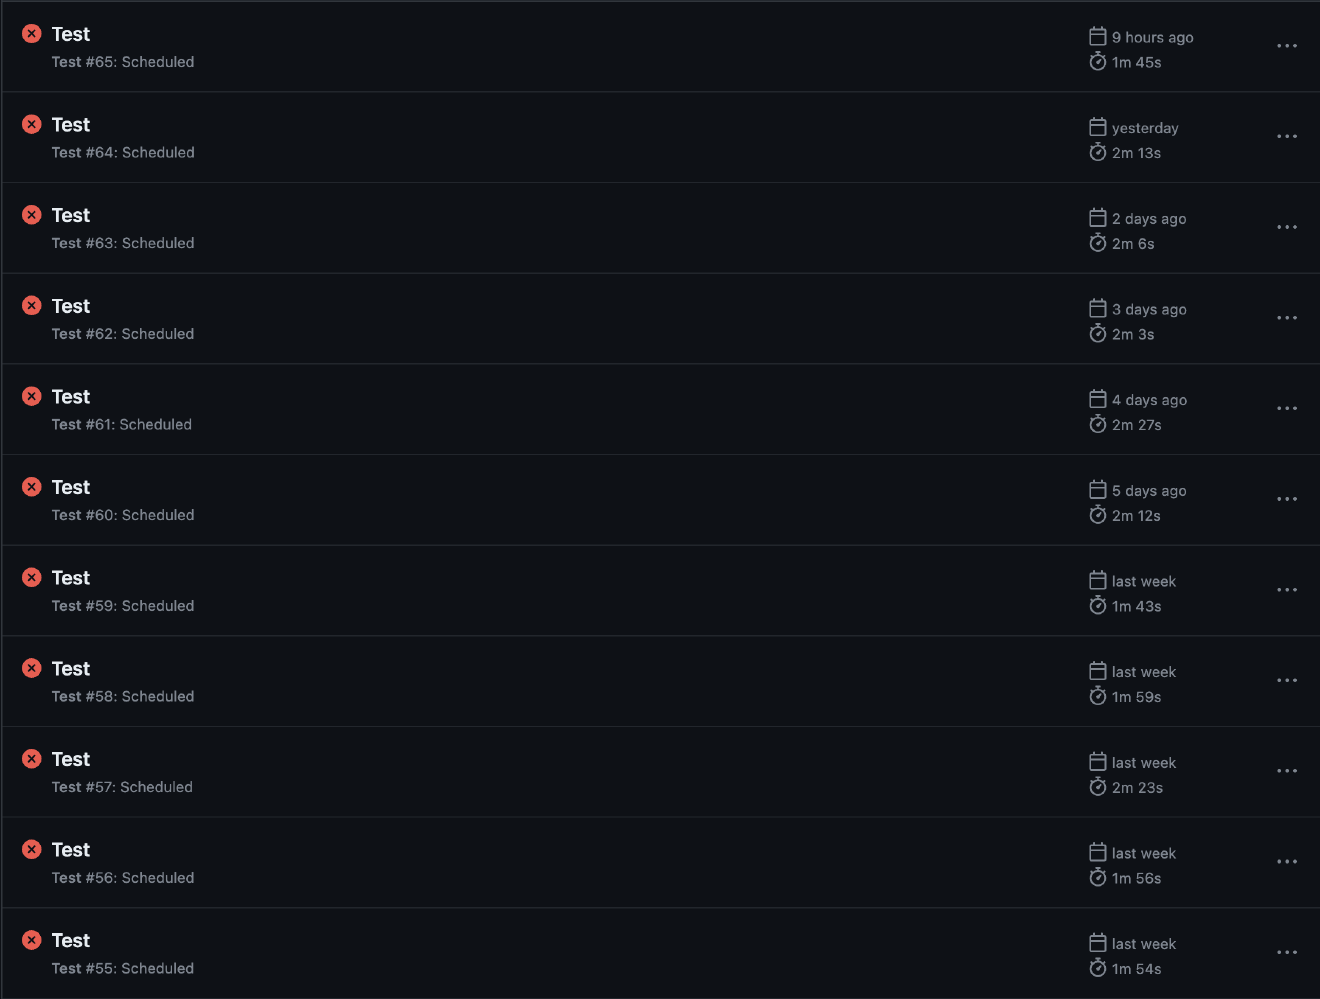 Test
Test #65: Scheduled
9 hours ago
1m 45s
Test
Test #64: Scheduled
yesterday
2m 13s
Test
Test #63: Scheduled
2 days ago
2m 6s
Test
Test #62: Scheduled
3 days ago
2m 3s
Test
Test #61: Scheduled
4 days ago
2m 27s
Test
Test #60: Scheduled
5 days ago
2m 12s
Test
Test #59: Scheduled
last week
1m 43s
Test
Test #58: Scheduled
last week
1m 59s
Test
Test #57: Scheduled
last week
2m 23s
Test
Test #56: Scheduled
last week
1m 56s
Test
Test #55: Scheduled
last week
1m 54s